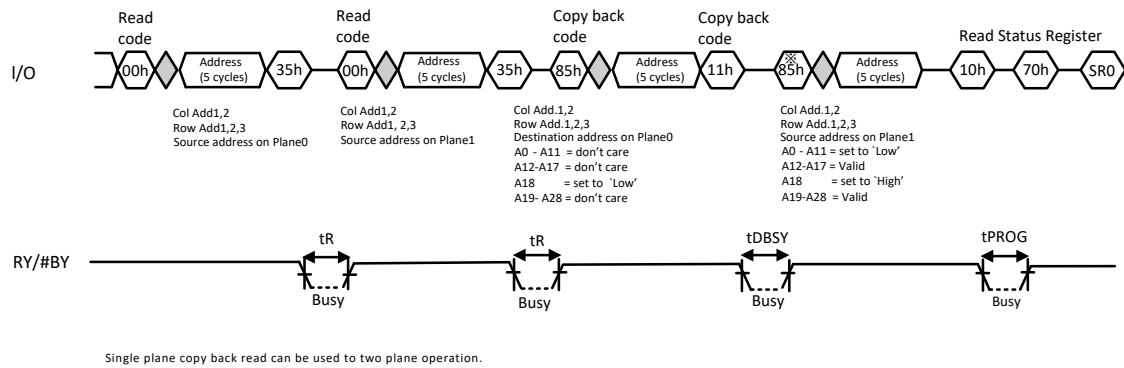 Read
code
Read
code
Copy back
code
Copy back
code
Read Status Register
I/O
00h
Address
(5 cycles)
35h
00h
Address
(5 cycles)
35h
85h
Address
(5 cycles)
11h
※
85h
Address
(5 cycles)
10h
70h
SR0
Col Add1,2
Row Add1,2,3
Source address on Plane0
Col Add1,2
Row Add1, 2,3
Source address on Plane1
Col Add.1,2
Row Add.1,2,3
Destination address on Plane0
A0 - A11 = don't care
A12-A17 = don't care
A18 = set to `Low'
A19- A28 = don't care
Col Add.1,2
Row Add.1,2,3
Source address on Plane1
A0 - A11 = set to `Low'
A12-A17 = Valid
A18 = set to `High'
A19-A28 = Valid
RY/#BY
tR
Busy
tR
Busy
tDBSY
Busy
tPROG
Busy
Single plane copy back read can be used to two plane operation.